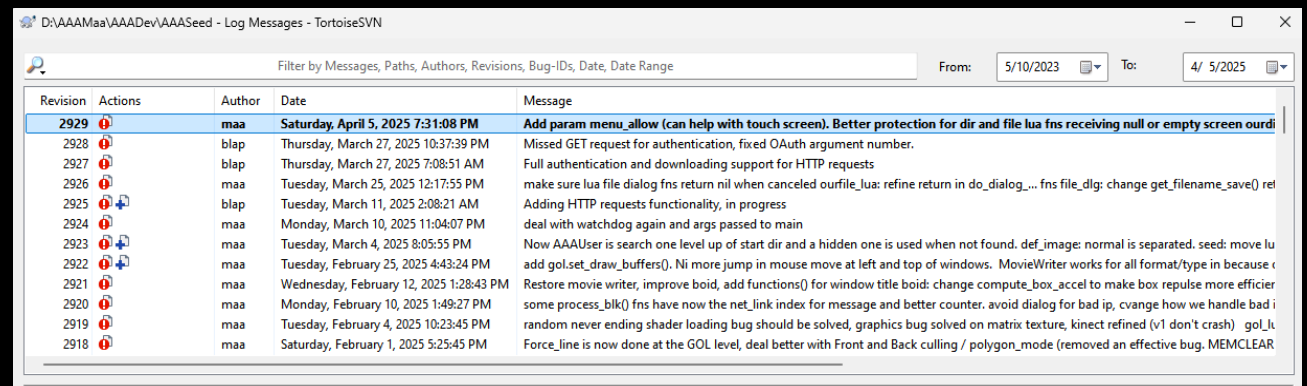 D:\AAAMaa\AAADev\AAASeed - Log Messages - TortoiseSVN
Filter by Messages, Paths, Authors, Revisions, Bug-IDs, Date, Date Range From: 5/10/2023 To: 4/ 5/2025
Revision Actions Author Date Message
2929 maa Saturday, April 5, 2025 7:31:08 PM Add param menu_allow (can help with touch screen). Better protection for dir and file lua fns receiving null or empty screen ourdi
2928 blap Thursday, March 27, 2025 10:37:39 PM Missed GET request for authentication, fixed OAuth argument number.
2927 blap Thursday, March 27, 2025 7:08:51 AM Full authentication and downloading support for HTTP requests
2926 maa Tuesday, March 25, 2025 12:17:55 PM make sure lua file dialog fns return nil when canceled ourfile_lua: refine return in do_dialog_... fns file_dlg: change get_filename_save() ret
2925 blap Tuesday, March 11, 2025 2:08:21 AM Adding HTTP requests functionality, in progress
2924 maa Monday, March 10, 2025 11:04:07 PM deal with watchdog again and args passed to main
2923 maa Tuesday, March 4, 2025 8:05:55 PM Now AAAUser is search one level up of start dir and a hidden one is used when not found. def_image: normal is separated. seed: move lu
2922 maa Tuesday, February 25, 2025 4:43:24 PM add gol.set_draw_buffers(). Ni more jump in mouse move at left and top of windows. MovieWriter works for all format/type in because
2921 maa Wednesday, February 12, 2025 1:28:43 PM Restore movie writer, improve boid, add functions() for window title boid: change compute_box_accel to make box repulse more efficier
2920 maa Monday, February 10, 2025 1:49:27 PM some process_blk() fns have now the net_link index for message and better counter. avoid dialog for bad ip, cvange how we handle bad i
2919 maa Tuesday, February 4, 2025 10:23:45 PM random never ending shader loading bug should be solved, graphics bug solved on matrix texture, kinect refined (v1 don't crash) gol_lu
2918 maa Saturday, February 1, 2025 5:25:45 PM Force_line is now done at the GOL level, deal better with Front and Back culling / polygon_mode (removed an effective bug. MEMCLEAR